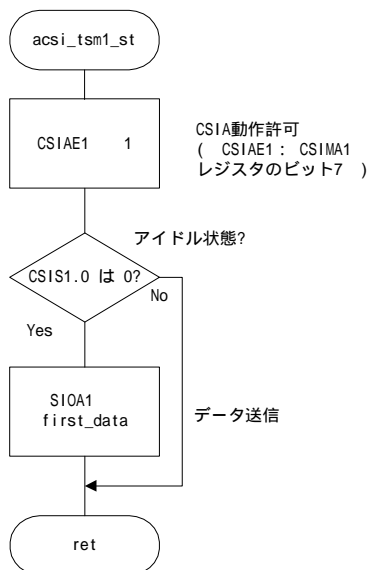 acsi_tsm1_st
CSIAE1 1
CSIA動作許可
( CSIAE1 : CSIMA1
レジスタのビット7 )
アイドル状態?
CSIS1.0 は 0?
No
Yes
SIOA1
first_data
データ送信
ret